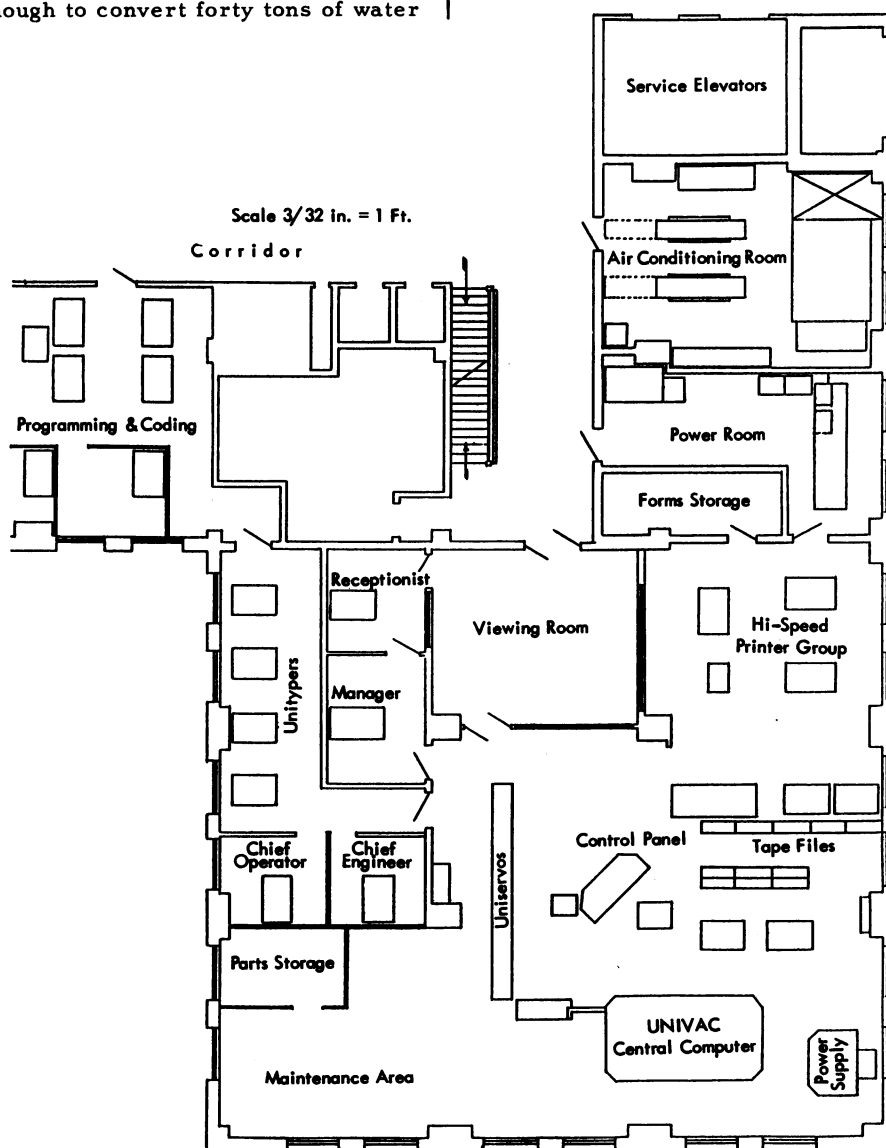 nough to convert forty tons of water
Service Elevators
Scale 3/32 in. = 1 Ft.
Corridor
Air Conditioning Room
Programming & Coding
Power Room
Forms Storage
Receptionist
Viewing Room
Hi-Speed
Printer Group
Unitypers
Manager
Chief
Operator
Chief
Engineer
Control Panel
Tape Files
Uniservos
Parts Storage
UNIVAC
Central Computer
Power
Supply
Maintenance Area